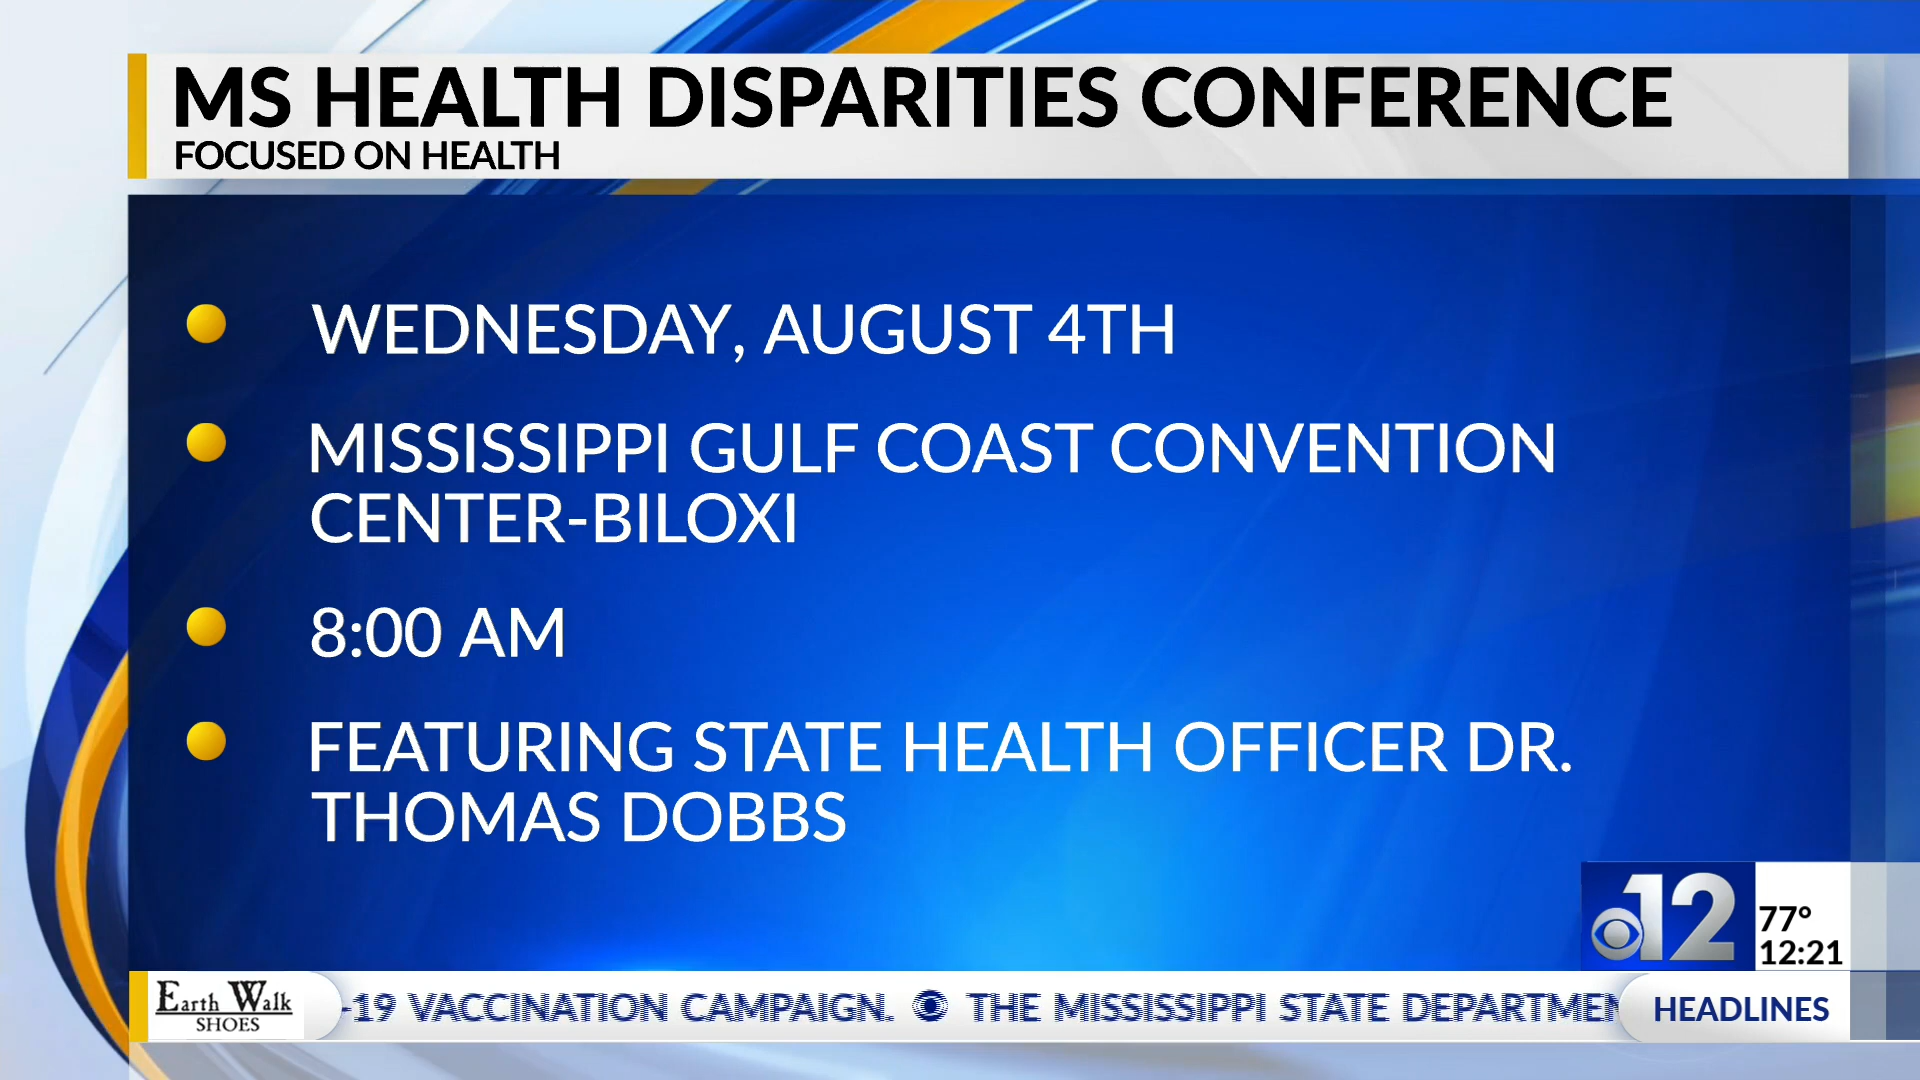 MS HEALTH DISPARITIES CONFERENCE
FOCUSED ON HEALTH
WEDNESDAY, AUGUST 4TH
MISSISSIPPI GULF COAST CONVENTION
CENTER-BILOXI
8:00 AM
FEATURING STATE HEALTH OFFICER DR.
THOMAS DOBBS
12
77°
12:21
Earth Walk
SHOES
-19 VACCINATION CAMPAIGN. THE MISSISSIPPI STATE DEPARTMEN
HEADLINES